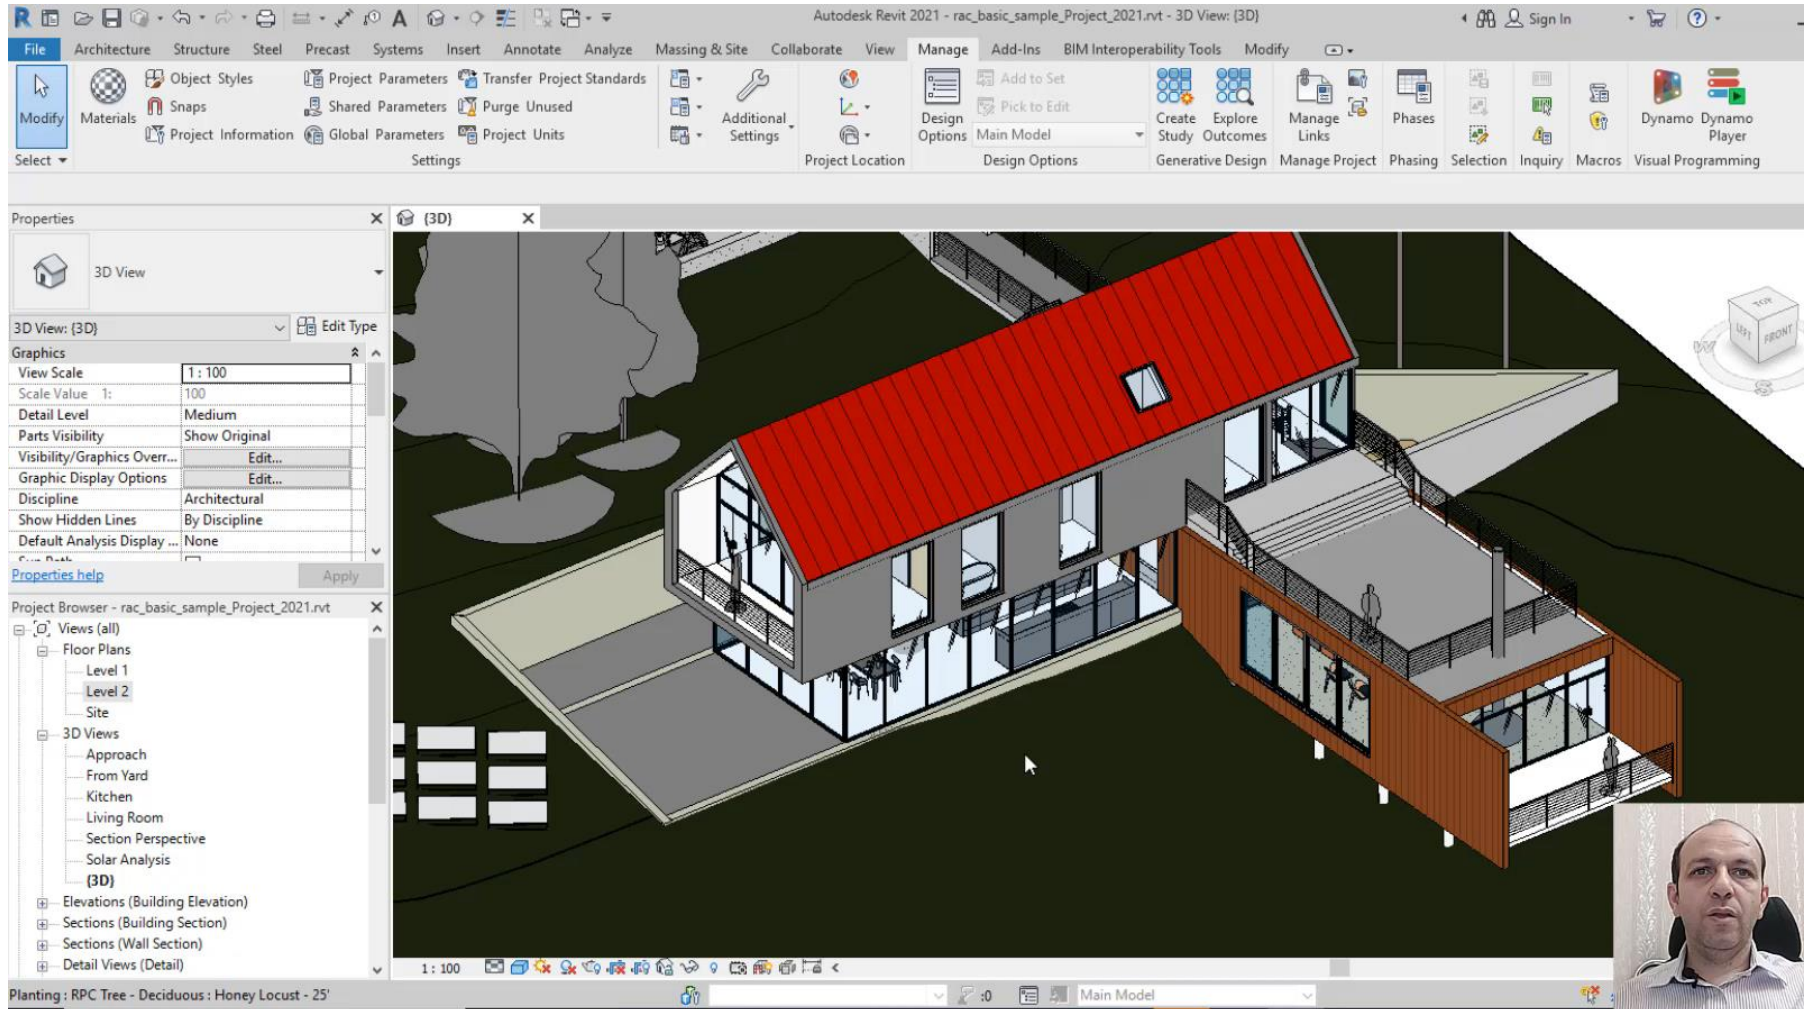 Autodesk Revit 2021 - rac_basic_sample_Project_2021.rvt - 3D View: {3D}
Sign In
File Architecture Structure Steel Precast Systems Insert Annotate Analyze Massing & Site Collaborate View Manage Add-Ins BIM Interoperability Tools Modify
Modify
Materials
Object Styles
Snaps
Project Information
Project Parameters
Shared Parameters
Global Parameters
Transfer Project Standards
Purge Unused
Project Units
Additional
Settings
Design
Options
Add to Set
Pick to Edit
Main Model
Create
Study
Explore
Outcomes
Manage
Links
Phases
Dynamo
Dynamo
Player
Select
Settings
Project Location
Design Options
Generative Design
Manage Project
Phasing
Selection
Inquiry
Macros
Visual Programming
Properties
{3D}
3D View
3D View: {3D}
Edit Type
Graphics
View Scale 1 : 100
Scale Value 1: 100
Detail Level Medium
Parts Visibility Show Original
Visibility/Graphics Overr... Edit...
Graphic Display Options Edit...
Discipline Architectural
Show Hidden Lines By Discipline
Default Analysis Display ... None
Properties help
Apply
TOP
LEFT
FRONT
W
S
Project Browser - rac_basic_sample_Project_2021.rvt
Views (all)
Floor Plans
Level 1
Level 2
Site
3D Views
Approach
From Yard
Kitchen
Living Room
Section Perspective
Solar Analysis
{3D}
Elevations (Building Elevation)
Sections (Building Section)
Sections (Wall Section)
Detail Views (Detail)
1 : 100
Planting : RPC Tree - Deciduous : Honey Locust - 25'
:0
Main Model